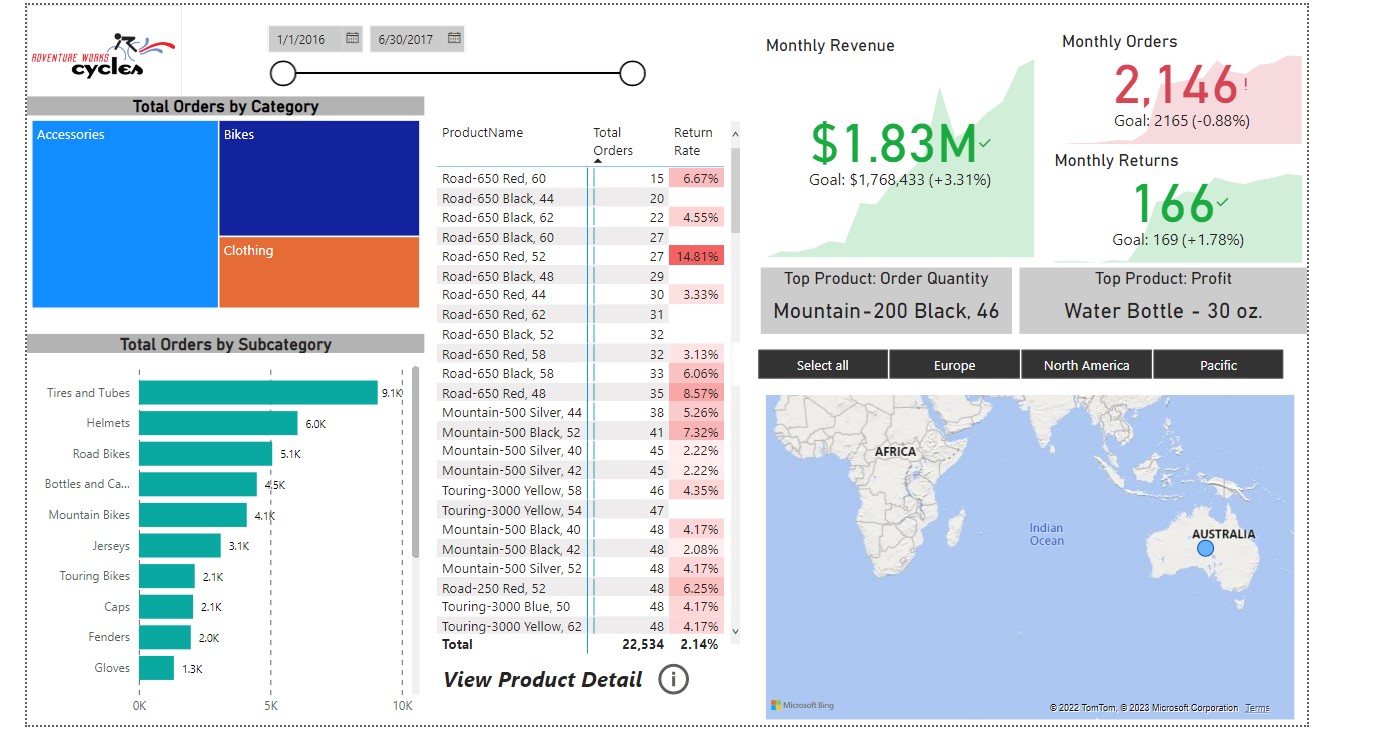 ADVENTURE WORKS
cycles
1/1/2016
6/30/2017
Total Orders by Category
Accessories
Bikes
Clothing
Total Orders by Subcategory
Tires and Tubes 9.1K
Helmets 6.0K
Road Bikes 5.1K
Bottles and Ca... 4.5K
Mountain Bikes 4.1K
Jerseys 3.1K
Touring Bikes 2.1K
Caps 2.1K
Fenders 2.0K
Gloves 1.3K
0K 5K 10K
ProductName Total Orders Return Rate
Road-650 Red, 60 15 6.67%
Road-650 Black, 44 20
Road-650 Black, 62 22 4.55%
Road-650 Black, 60 27
Road-650 Red, 52 27 14.81%
Road-650 Black, 48 29
Road-650 Red, 44 30 3.33%
Road-650 Red, 62 31
Road-650 Black, 52 32
Road-650 Red, 58 32 3.13%
Road-650 Black, 58 33 6.06%
Road-650 Red, 48 35 8.57%
Mountain-500 Silver, 44 38 5.26%
Mountain-500 Black, 52 41 7.32%
Mountain-500 Silver, 40 45 2.22%
Mountain-500 Silver, 42 45 2.22%
Touring-3000 Yellow, 58 46 4.35%
Touring-3000 Yellow, 54 47
Mountain-500 Black, 40 48 4.17%
Mountain-500 Black, 42 48 2.08%
Mountain-500 Silver, 52 48 4.17%
Road-250 Red, 52 48 6.25%
Touring-3000 Blue, 50 48 4.17%
Touring-3000 Yellow, 62 48 4.17%
Total 22,534 2.14%
View Product Detail i
Monthly Revenue
$1.83M
Goal: $1,768,433 (+3.31%)
Monthly Orders
2,146!
Goal: 2165 (-0.88%)
Monthly Returns
166
Goal: 169 (+1.78%)
Top Product: Order Quantity
Mountain-200 Black, 46
Top Product: Profit
Water Bottle - 30 oz.
Select all
Europe
North America
Pacific
AFRICA
Indian
Ocean
AUSTRALIA
Microsoft Bing
© 2022 TomTom, © 2023 Microsoft Corporation Terms